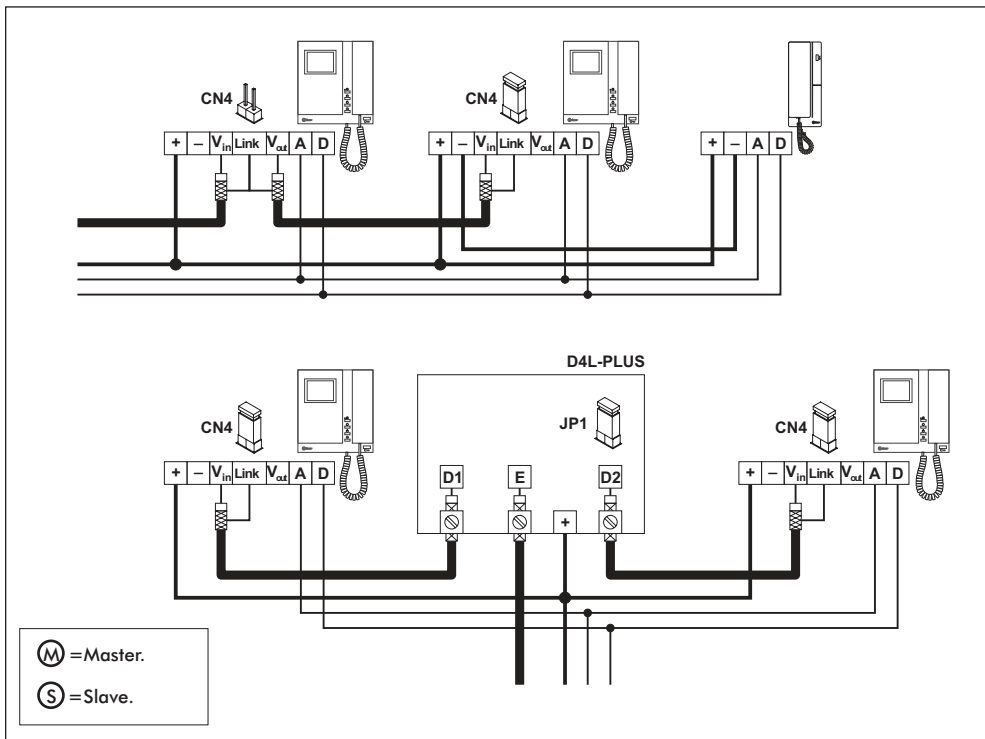 CN4
CN4
+ – Vin Link Vout A D
+ – Vin Link Vout A D
+ – A D
D4L-PLUS
CN4
JP1
CN4
+ – Vin Link Vout A D
D1 E D2
+
+ – Vin Link Vout A D
M =Master.
S =Slave.